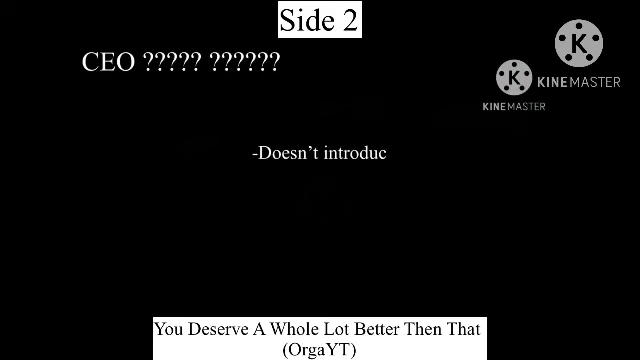 Side 2
CEO ????? ??????
KINEMASTER
KINEMASTER
-Doesn't introduc
You Deserve A Whole Lot Better Then That
(OrgaYT)